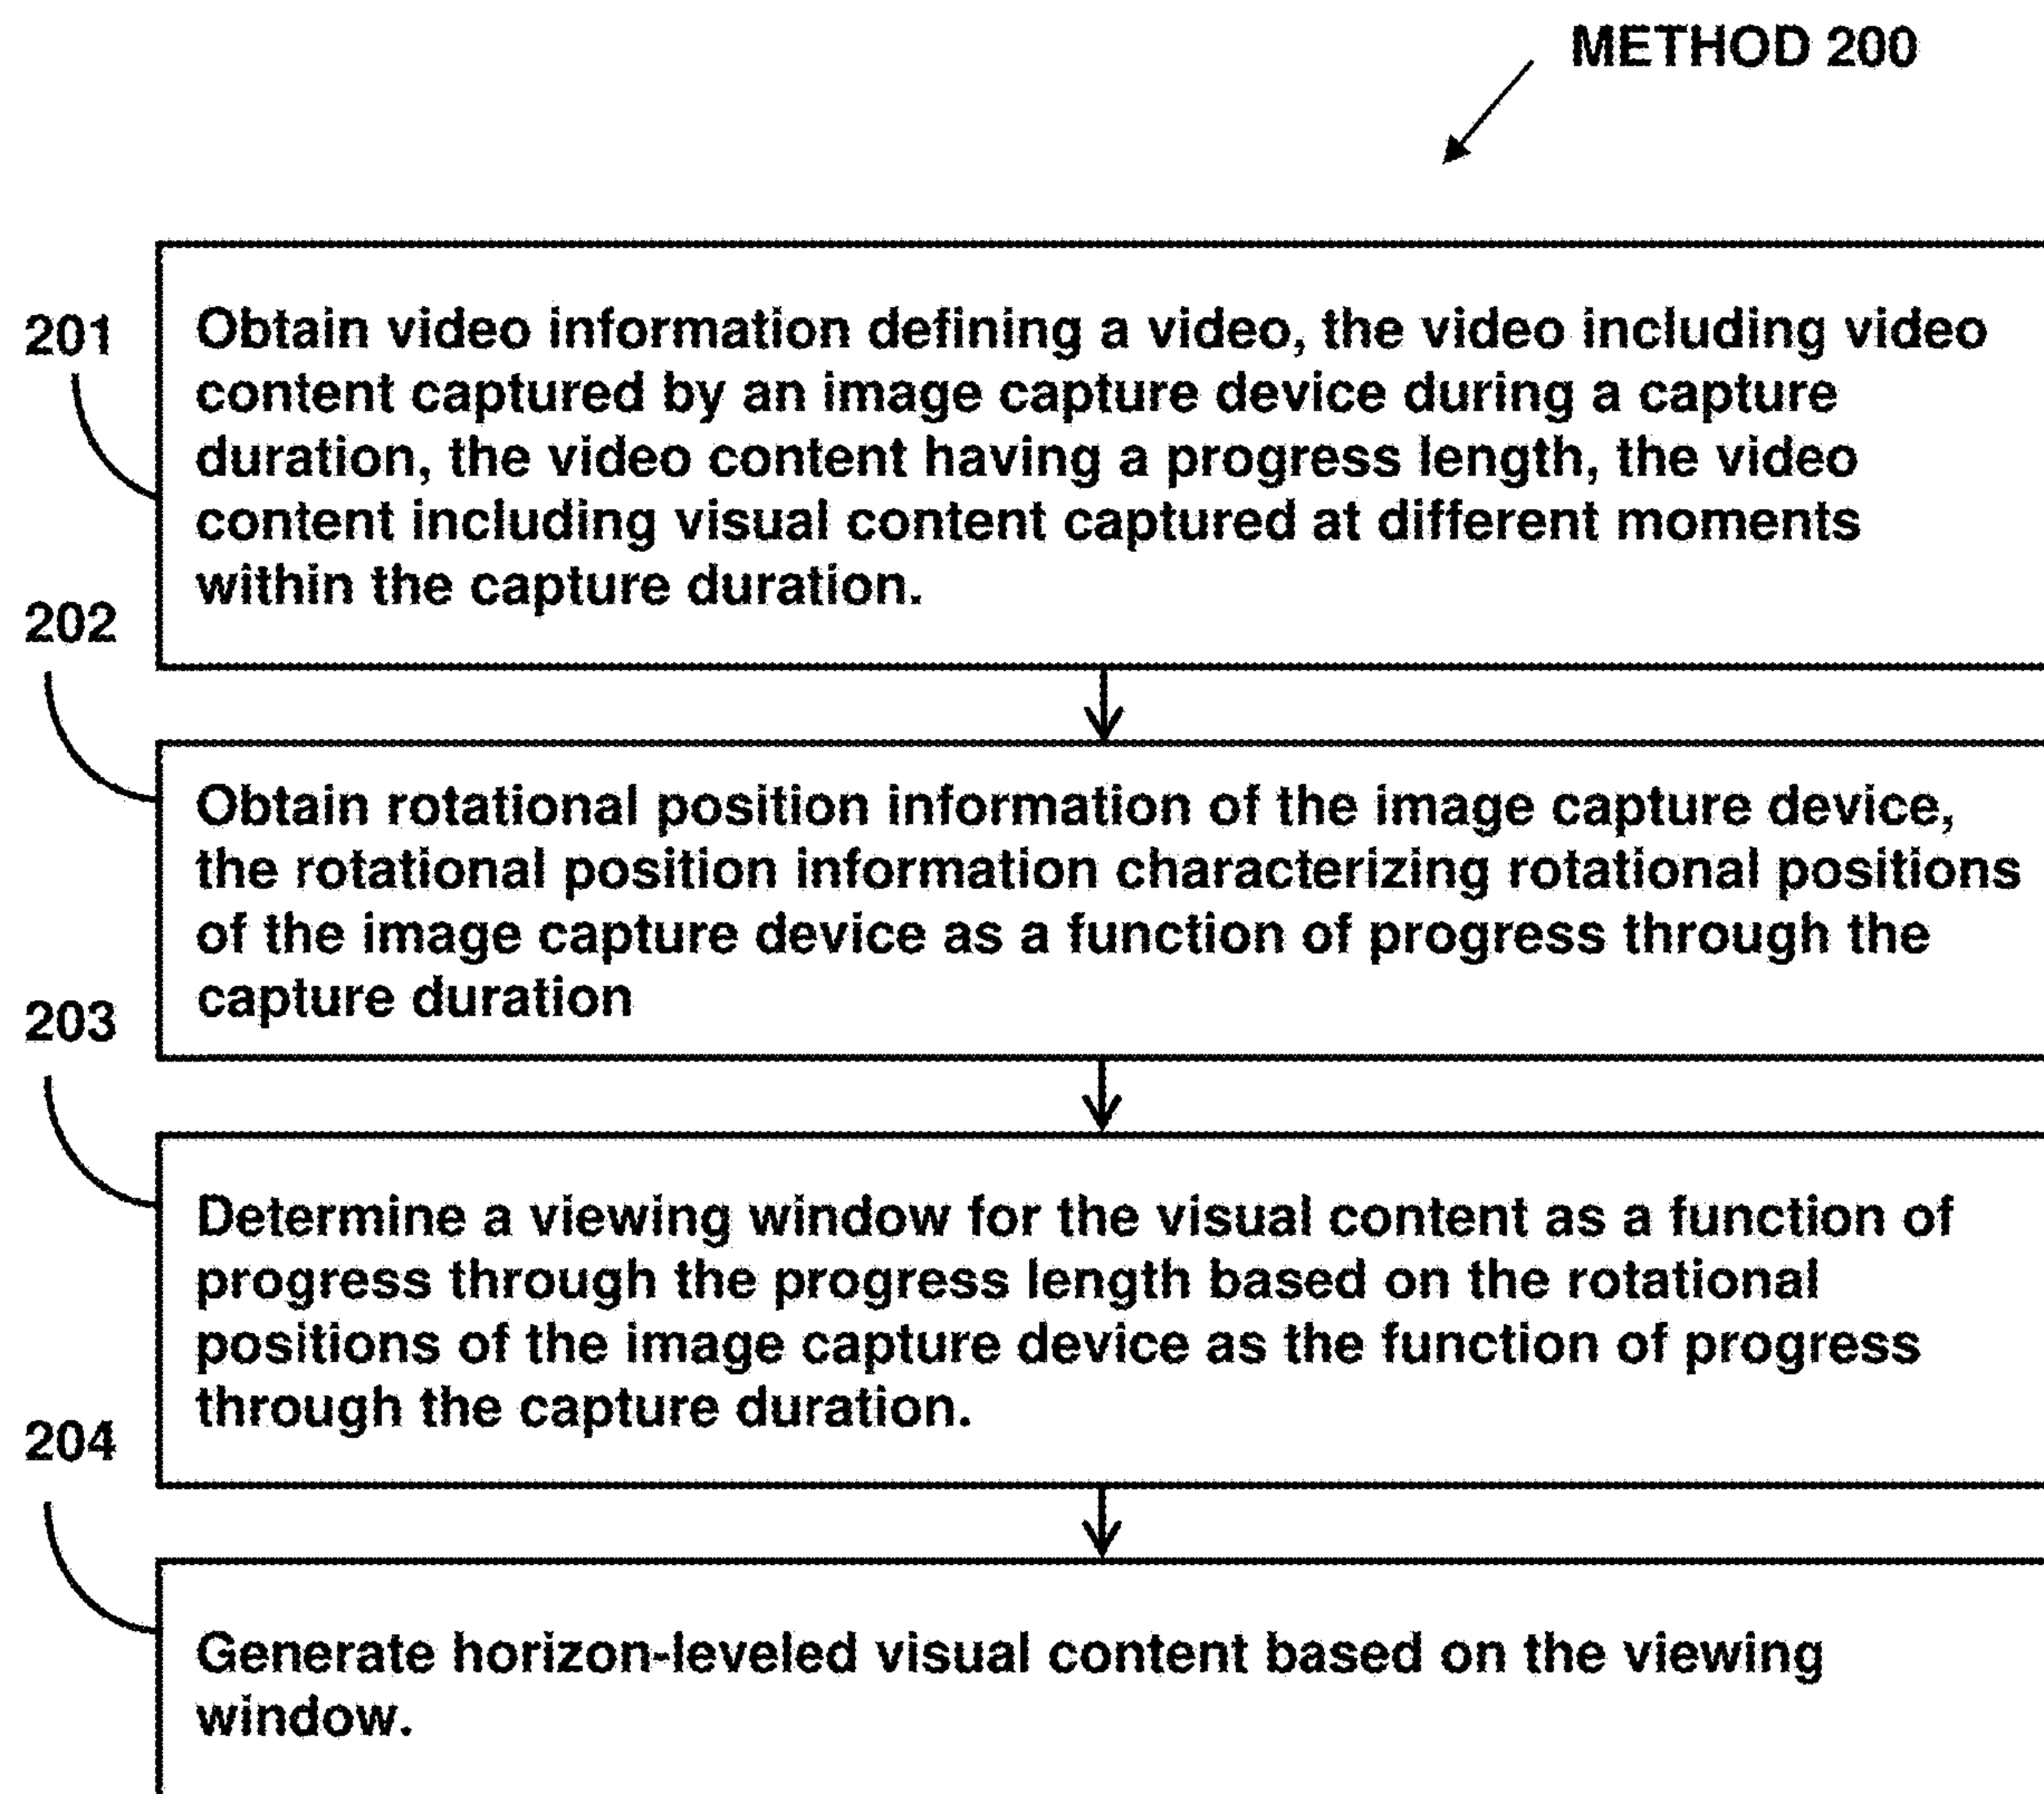 METHOD 200
201
Obtain video information defining a video, the video including video
content captured by an image capture device during a capture
duration, the video content having a progress length, the video
content including visual content captured at different moments
within the capture duration.
202
Obtain rotational position information of the image capture device,
the rotational position information characterizing rotational positions
of the image capture device as a function of progress through the
capture duration
203
Determine a viewing window for the visual content as a function of
progress through the progress length based on the rotational
positions of the image capture device as the function of progress
through the capture duration.
204
Generate horizon-leveled visual content based on the viewing
window.